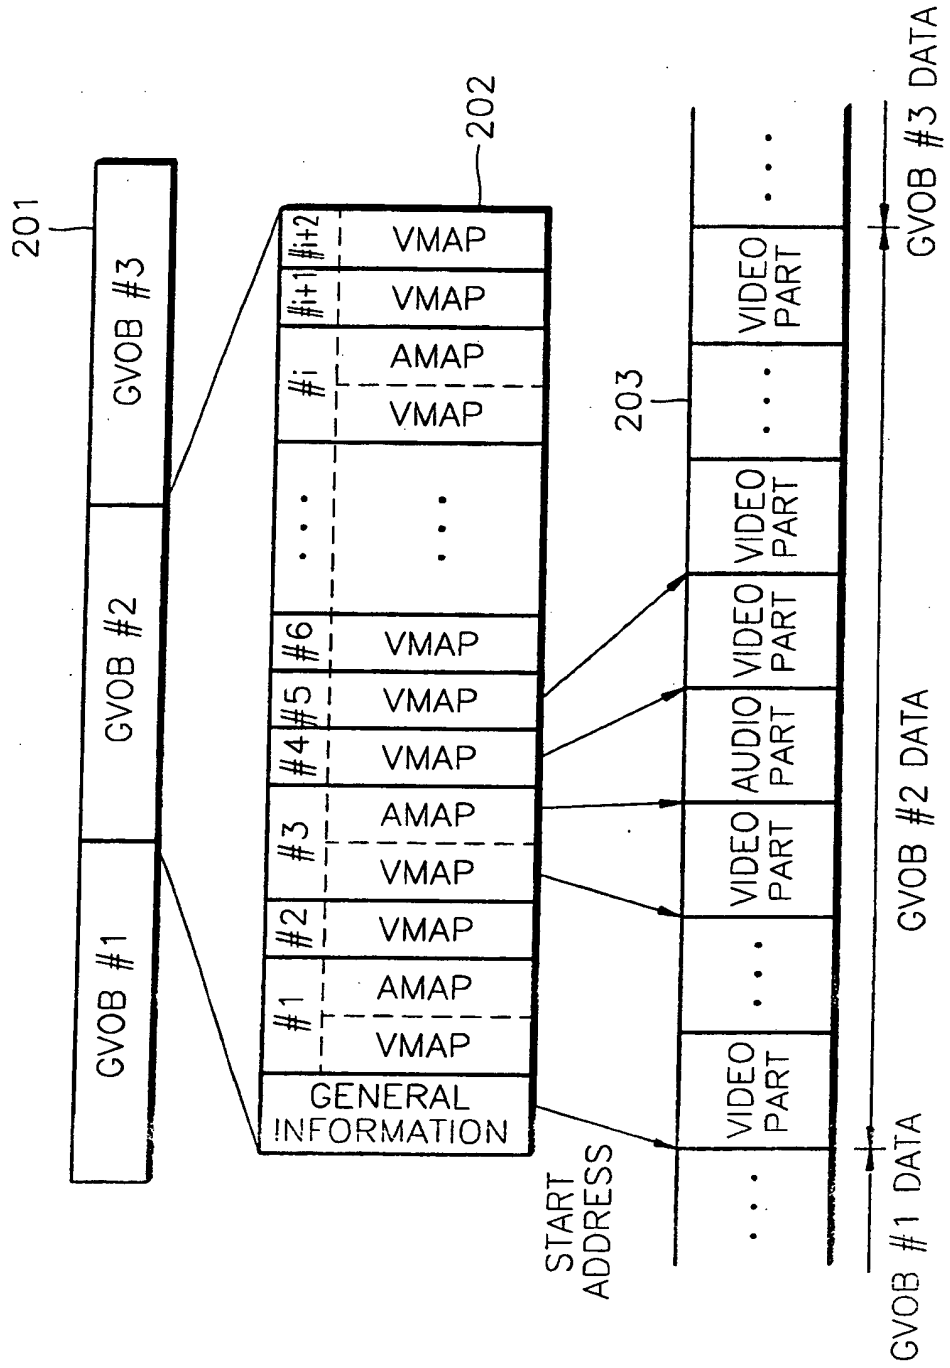 201
GVOB #1
GVOB #2
GVOB #3
202
GENERAL
INFORMATION
#1
VMAP
AMAP
#2
VMAP
#3
VMAP
AMAP
#4
VMAP
#5
VMAP
#6
VMAP
...
...
#i
VMAP
AMAP
#i+1
VMAP
#i+2
VMAP
START
ADDRESS
203
...
VIDEO
PART
...
VIDEO
PART
AUDIO
PART
VIDEO
PART
VIDEO
PART
...
VIDEO
PART
...
GVOB #1 DATA
GVOB #2 DATA
GVOB #3 DATA